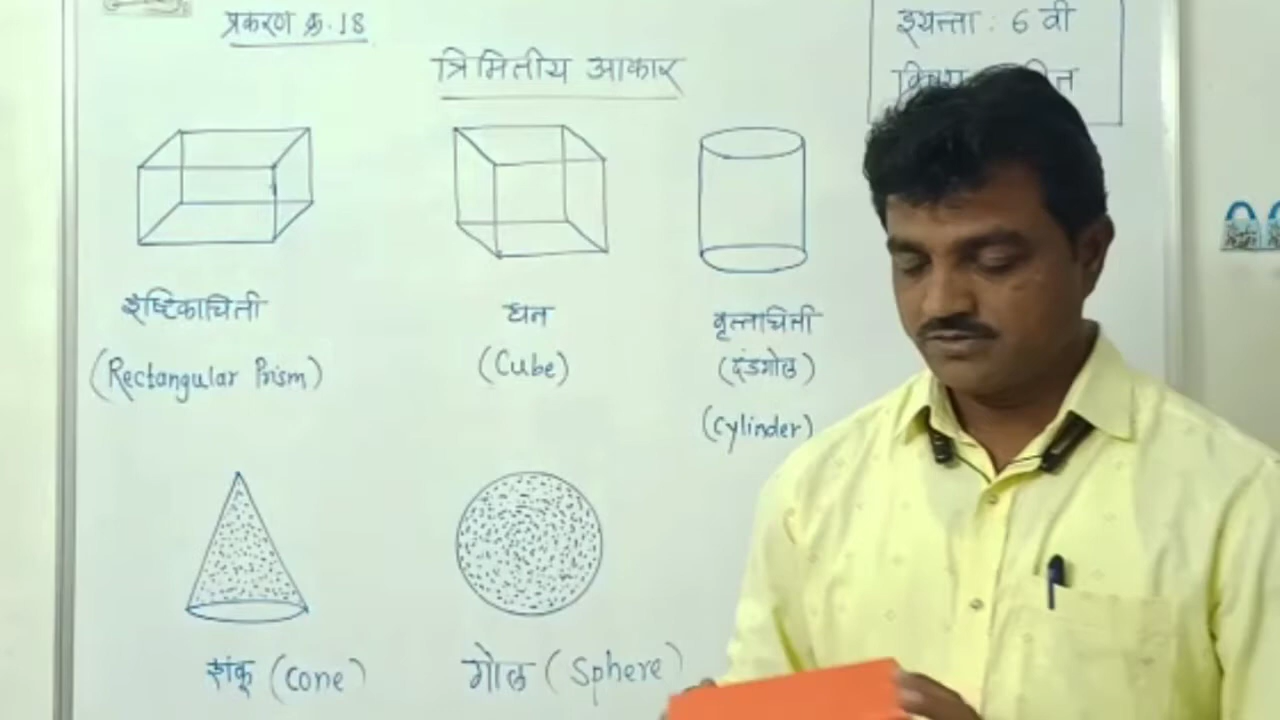 प्रकरण क्र. 18
इयत्ता : 6 वी
त्रिमितीय आकार
इष्टिकाचिती
(Rectangular Prism)
घन
(Cube)
वृत्तचिती
(दंडगोल)
(cylinder)
शंकू (cone)
गोल (Sphere)